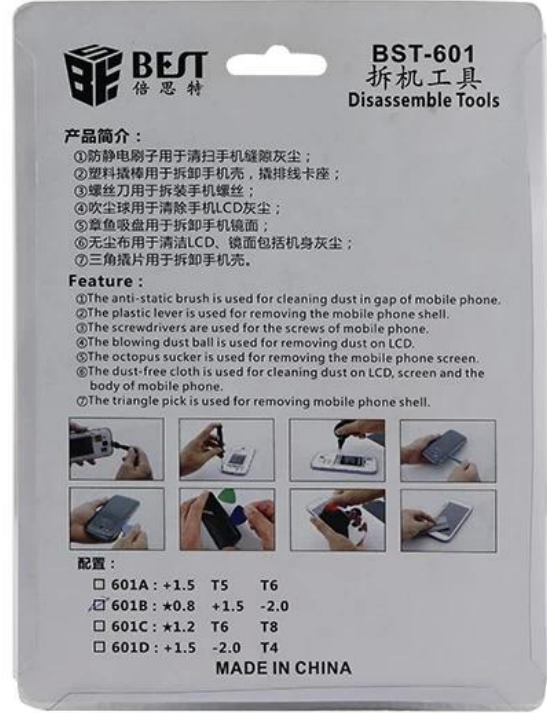 BEST
倍思特
BST-601
拆机工具
Disassemble Tools
产品简介：
①防静电刷子用于清扫手机缝隙灰尘；
②塑料撬棒用于拆卸手机壳，撬排线卡座；
③螺丝刀用于拆装手机螺丝；
④吹尘球用于清除手机LCD灰尘；
⑤章鱼吸盘用于拆卸手机镜面；
⑥无尘布用于清洁LCD、镜面包括机身灰尘；
⑦三角撬片用于拆卸手机壳。
Feature :
①The anti-static brush is used for cleaning dust in gap of mobile phone.
②The plastic lever is used for removing the mobile phone shell.
③The screwdrivers are used for the screws of mobile phone.
④The blowing dust ball is used for removing dust on LCD.
⑤The octopus sucker is used for removing the mobile phone screen.
⑥The dust-free cloth is used for cleaning dust on LCD, screen and the
body of mobile phone.
⑦The triangle pick is used for removing mobile phone shell.
配置：
601A : +1.5 T5 T6
601B : ★0.8 +1.5 -2.0
601C : ★1.2 T6 T8
601D : +1.5 -2.0 T4
MADE IN CHINA